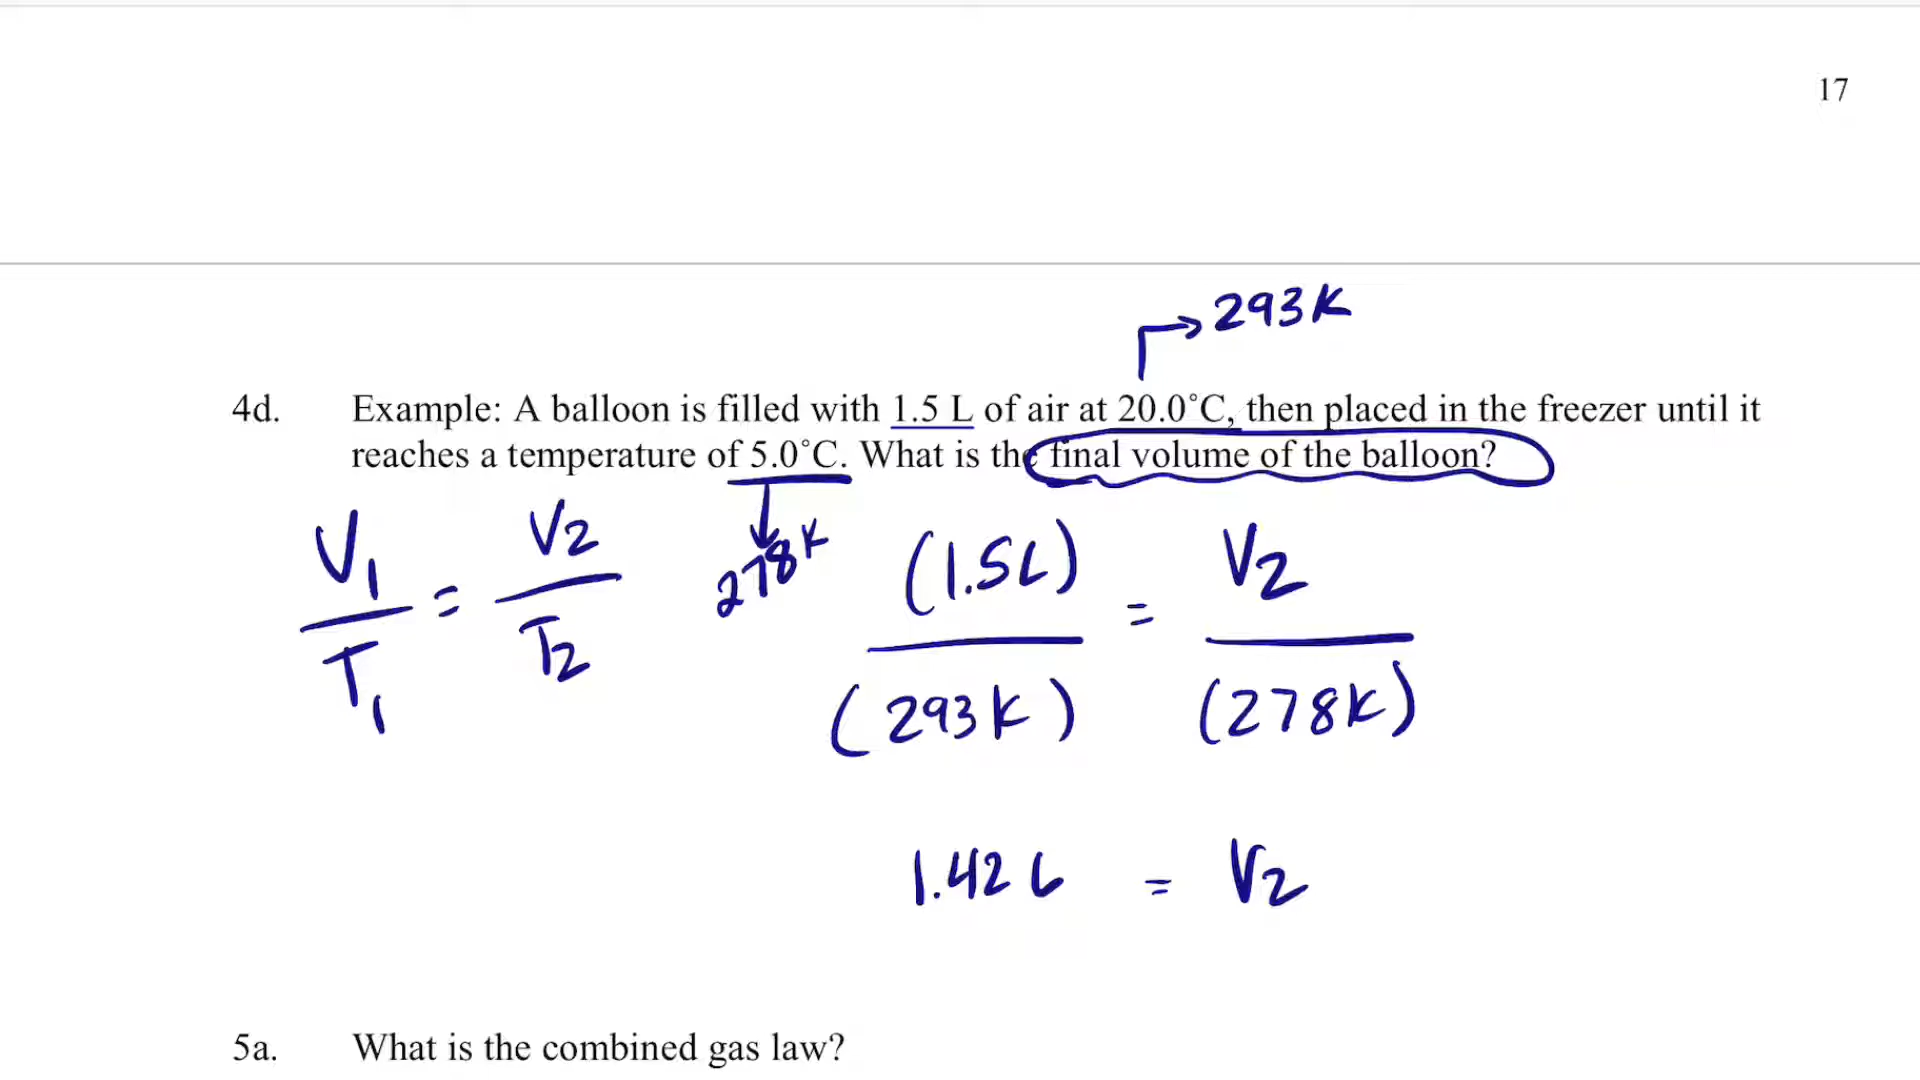 17
293K
4d. Example: A balloon is filled with 1.5 L of air at 20.0°C, then placed in the freezer until it
reaches a temperature of 5.0°C. What is the final volume of the balloon?
278K
V1/T1 = V2/T2
(1.5L)/(293K) = V2/(278K)
1.42 L = V2
5a. What is the combined gas law?